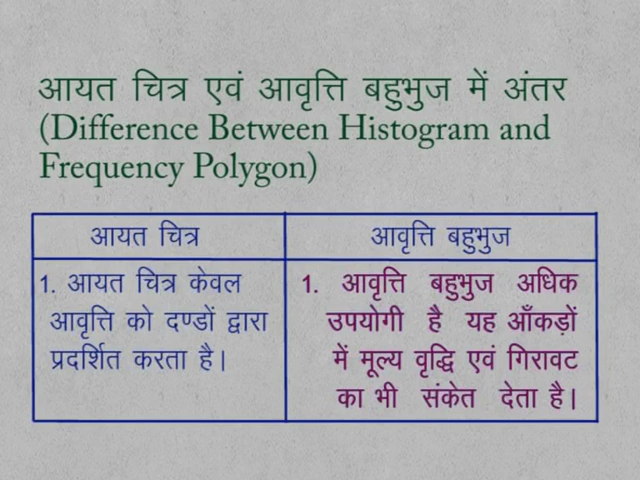 आयत चित्र एवं आवृत्ति बहुभुज में अंतर
(Difference Between Histogram and
Frequency Polygon)
आयत चित्र
आवृत्ति बहुभुज
1. आयत चित्र केवल
आवृत्ति को दण्डों द्वारा
प्रदर्शित करता है।
1. आवृत्ति बहुभुज अधिक
उपयोगी है यह आँकड़ों
में मूल्य वृद्धि एवं गिरावट
का भी संकेत देता है।